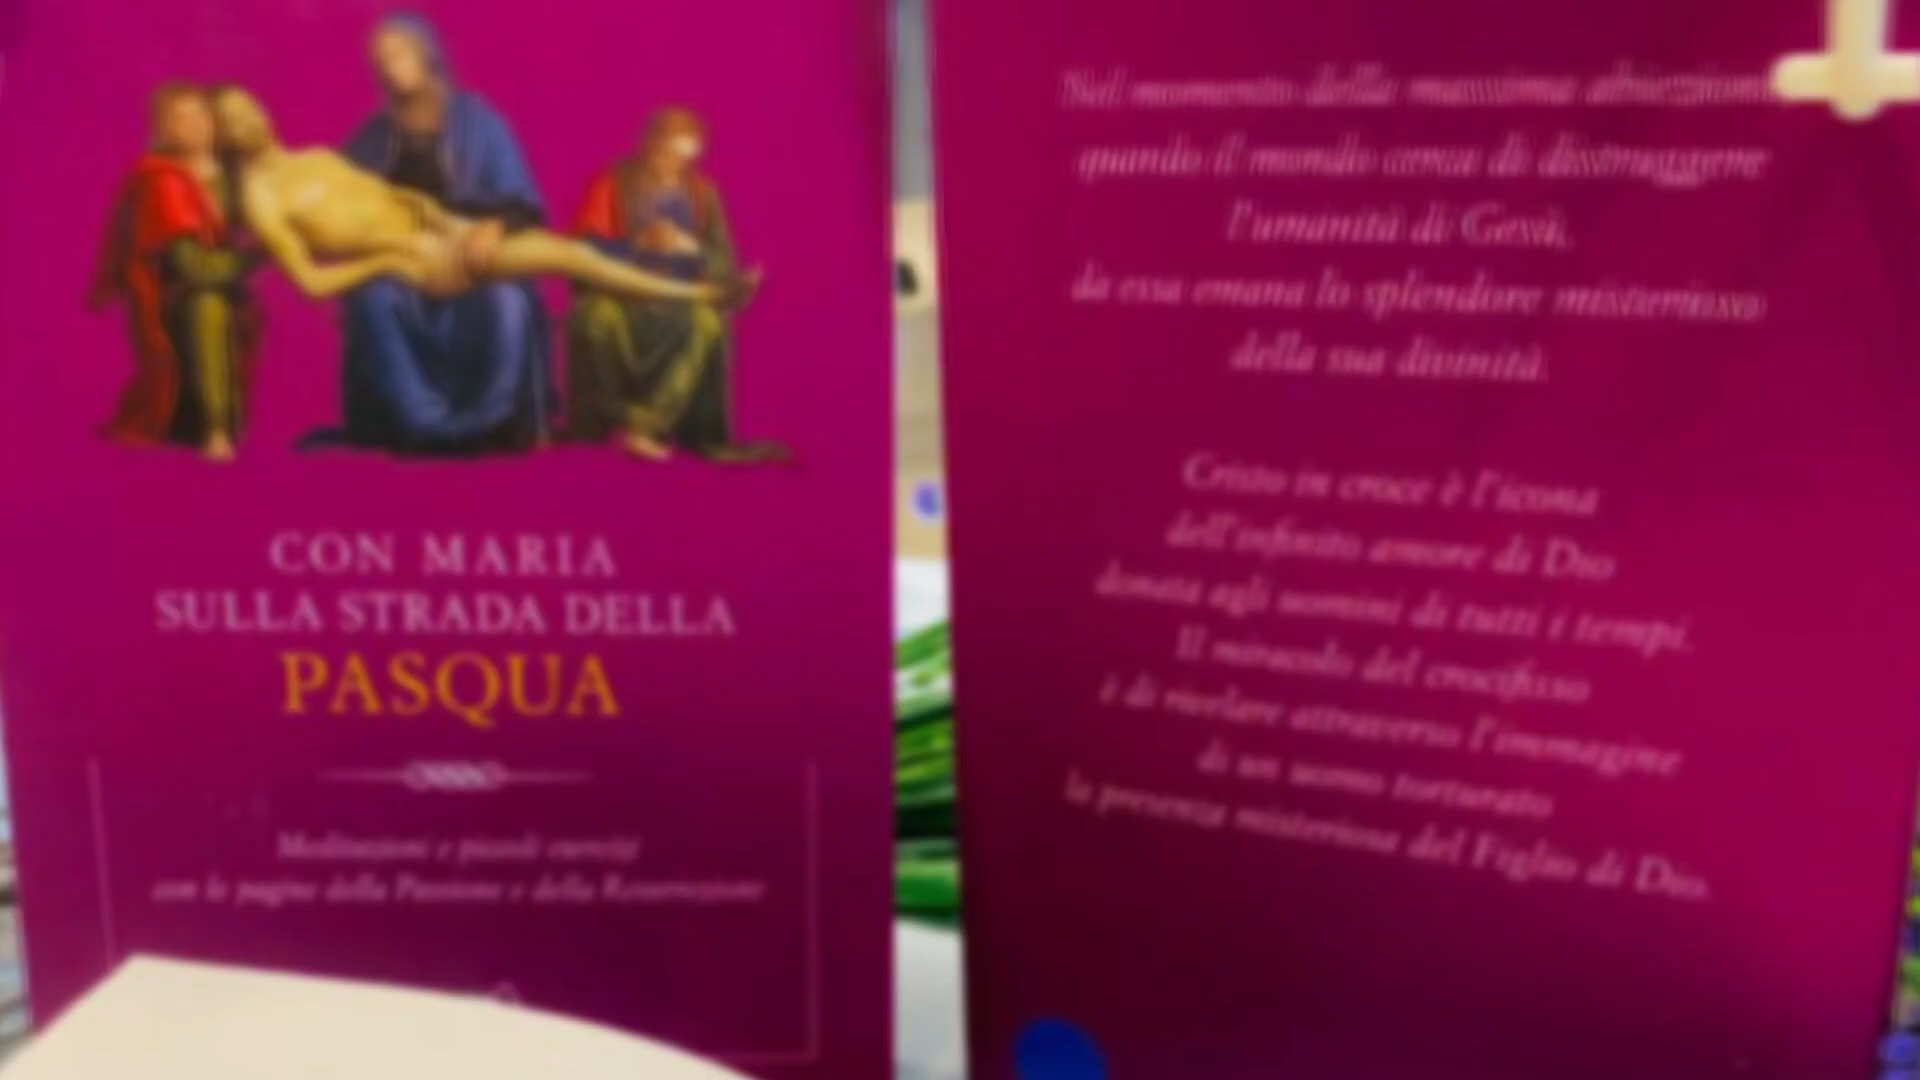 CON MARIA
SULLA STRADA DELLA
PASQUA
Meditazioni e piccoli esercizi
con le pagine della Passione e della Resurrezione
Nel momento della massima abiezione
quando il mondo cerca di distruggere
l'umanità di Gesù,
da essa emana lo splendore misterioso
della sua divinità.
Cristo in croce è l'icona
dell'infinito amore di Dio
donata agli uomini di tutti i tempi.
Il miracolo del crocifisso
è di rivelare attraverso l'immagine
di un uomo torturato
la presenza misteriosa del Figlio di Dio.